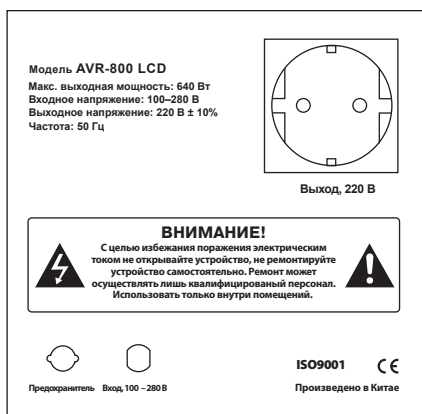 Модель AVR-800 LCD
Макс. выходная мощность: 640 Вт
Входное напряжение: 100–280 В
Выходное напряжение: 220 В ± 10%
Частота: 50 Гц
Выход, 220 В
ВНИМАНИЕ!
С целью избежания поражения электрическим
током не открывайте устройство, не ремонтируйте
устройство самостоятельно. Ремонт может
осуществлять лишь квалифицированый персонал.
Использовать только внутри помещений.
Предохранитель Вход, 100 – 280 В
ISO9001 CE
Произведено в Китае